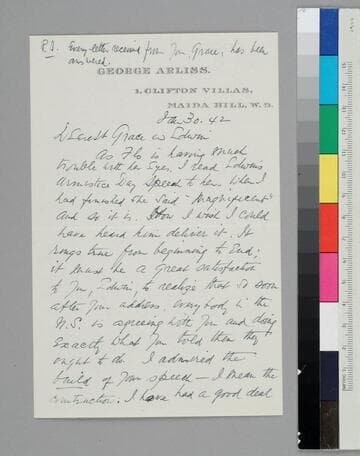 P.S. Every letter received from you Grace, has been
answered.
GEORGE ARLISS.
1. CLIFTON VILLAS,
MAIDA HILL, W. 9.
Jan 30. 42
Dearest Grace and Edwin
As Flo is having much
trouble with her Eyes, I read Edwin's
Armistice Day Speech to her. When I
had finished she said "Magnificent"
And so it is. How I wish I could
have heard him deliver it. It
rings true from beginning to End;
it must be a great satisfaction
to you, Edwin, to realize that so soon
after your address, everybody in the
U.S. is agreeing with you and doing
Exactly what you told them they
ought to do. I admired the
build of your speech – I mean the
construction. I have had a good deal